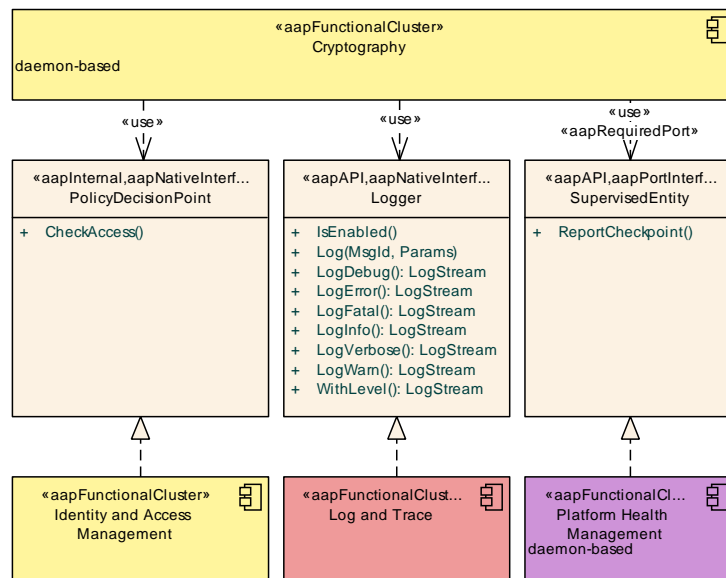 «aapFunctionalCluster»
Cryptography
daemon-based
«use»
«use»
«use»
«aapRequiredPort»
«aapInternal,aapNativeInterf...
PolicyDecisionPoint
+ CheckAccess()
«aapAPI,aapNativeInterf...
Logger
+ IsEnabled()
+ Log(MsgId, Params)
+ LogDebug(): LogStream
+ LogError(): LogStream
+ LogFatal(): LogStream
+ LogInfo(): LogStream
+ LogVerbose(): LogStream
+ LogWarn(): LogStream
+ WithLevel(): LogStream
«aapAPI,aapPortInterf...
SupervisedEntity
+ ReportCheckpoint()
«aapFunctionalCluster»
Identity and Access
Management
«aapFunctionalClust...
Log and Trace
«aapFunctionalCl...
Platform Health
Management
daemon-based